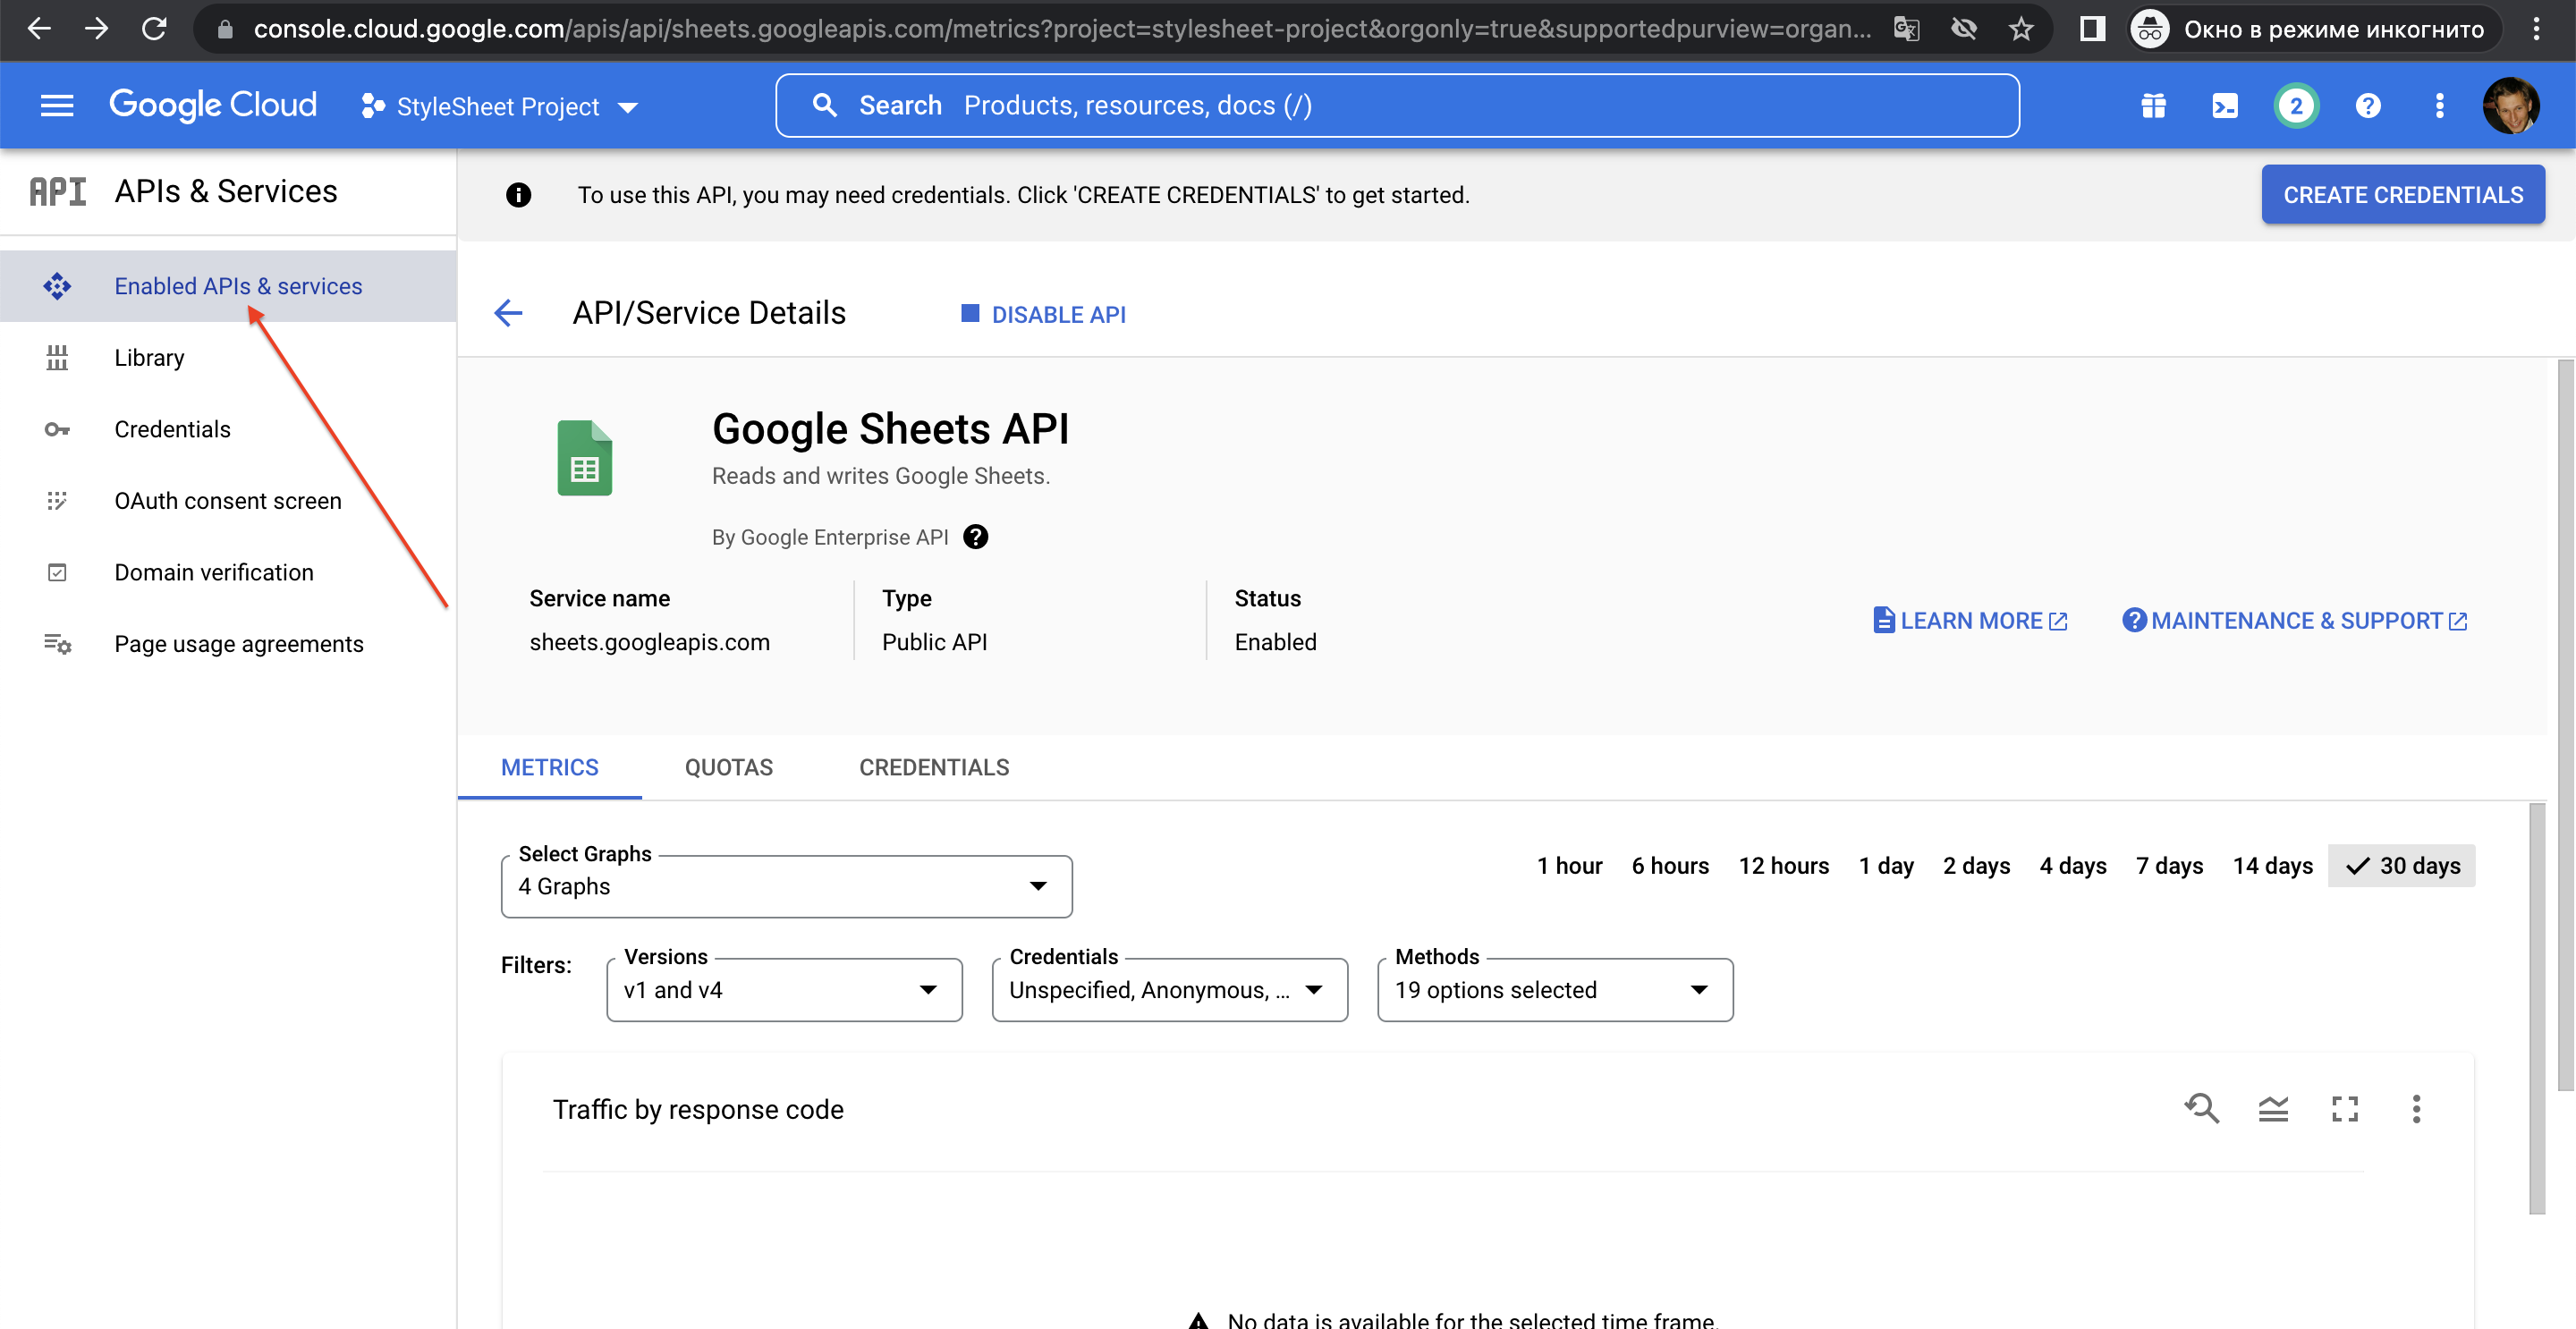 console.cloud.google.com/apis/api/sheets.googleapis.com/metrics?project=stylesheet-project&orgonly=true&supportedpurview=organ...
Окно в режиме инкогнито
Google Cloud
StyleSheet Project
Search Products, resources, docs (/)
2
API APIs & Services
To use this API, you may need credentials. Click 'CREATE CREDENTIALS' to get started.
CREATE CREDENTIALS
Enabled APIs & services
Library
Credentials
OAuth consent screen
Domain verification
Page usage agreements
API/Service Details
DISABLE API
Google Sheets API
Reads and writes Google Sheets.
By Google Enterprise API
Service name
sheets.googleapis.com
Type
Public API
Status
Enabled
LEARN MORE
MAINTENANCE & SUPPORT
METRICS
QUOTAS
CREDENTIALS
Select Graphs
4 Graphs
1 hour 6 hours 12 hours 1 day 2 days 4 days 7 days 14 days 30 days
Filters:
Versions
v1 and v4
Credentials
Unspecified, Anonymous, ...
Methods
19 options selected
Traffic by response code
No data is available for the selected time frame.